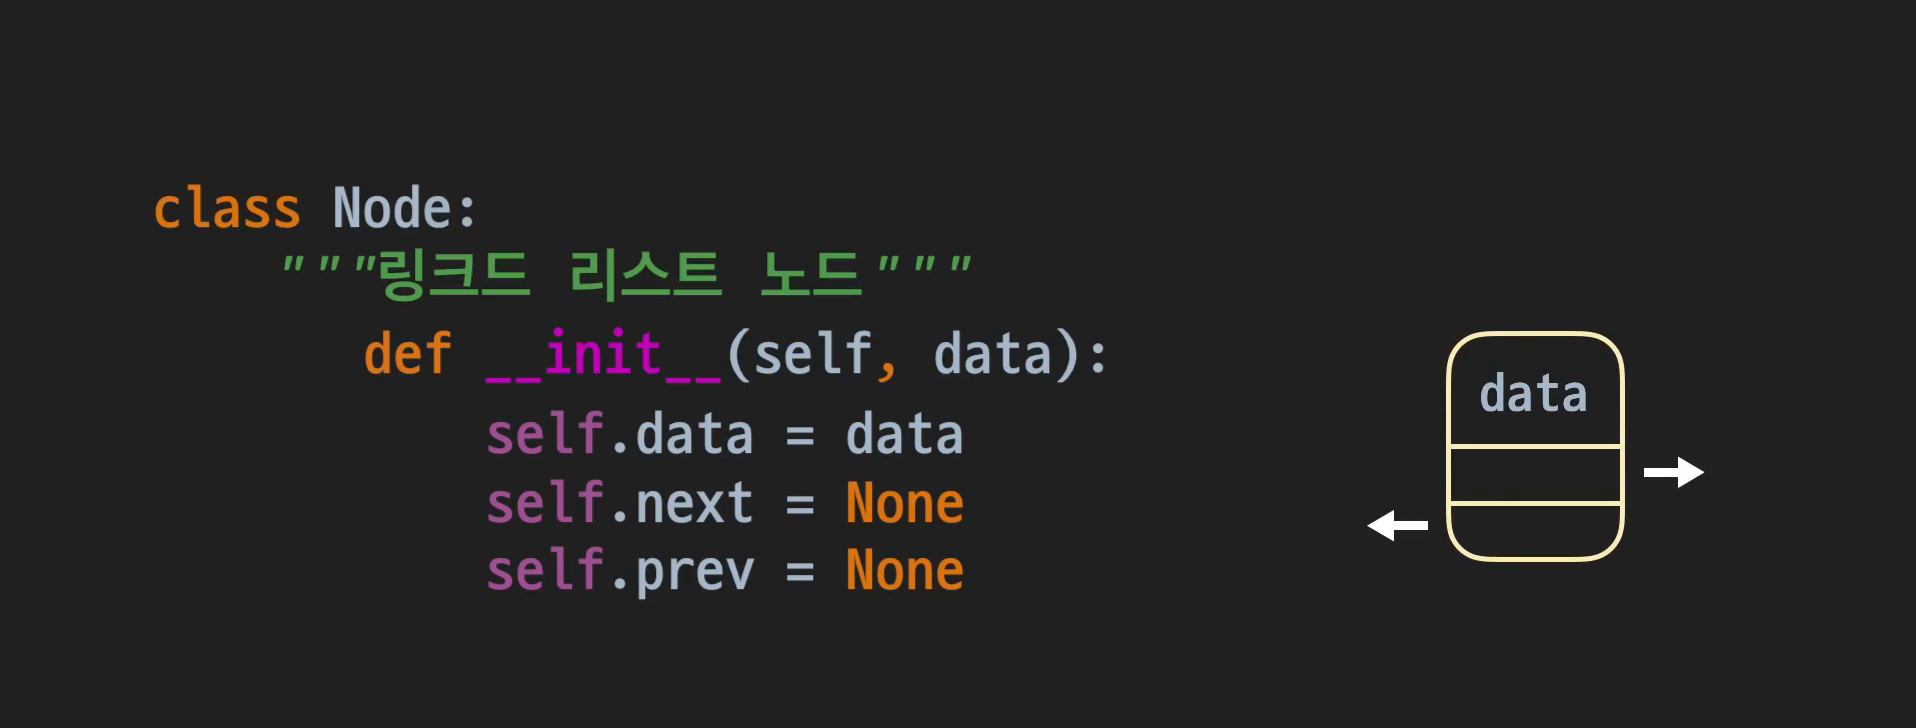 class Node:
"""링크드 리스트 노드"""
def __init__(self, data):
self.data = data
self.next = None
self.prev = None
data